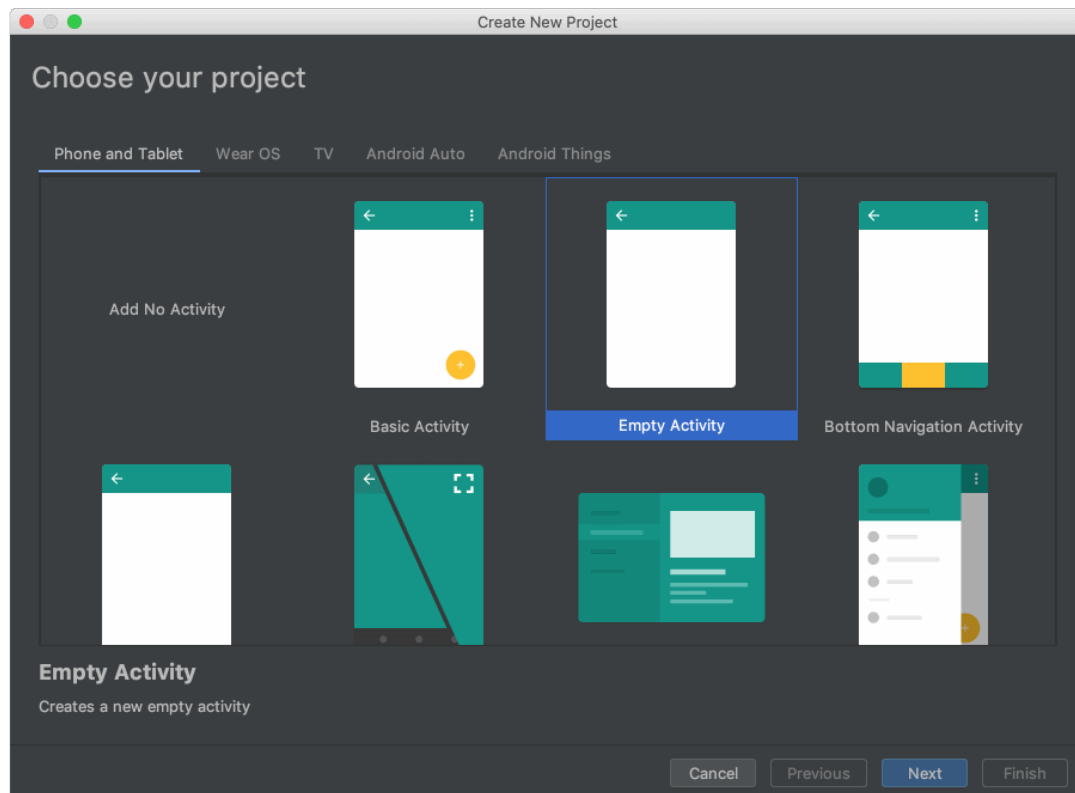 Create New Project
Choose your project
Phone and Tablet Wear OS TV Android Auto Android Things
Add No Activity
Basic Activity
Empty Activity
Bottom Navigation Activity
Empty Activity
Creates a new empty activity
Cancel Previous Next Finish